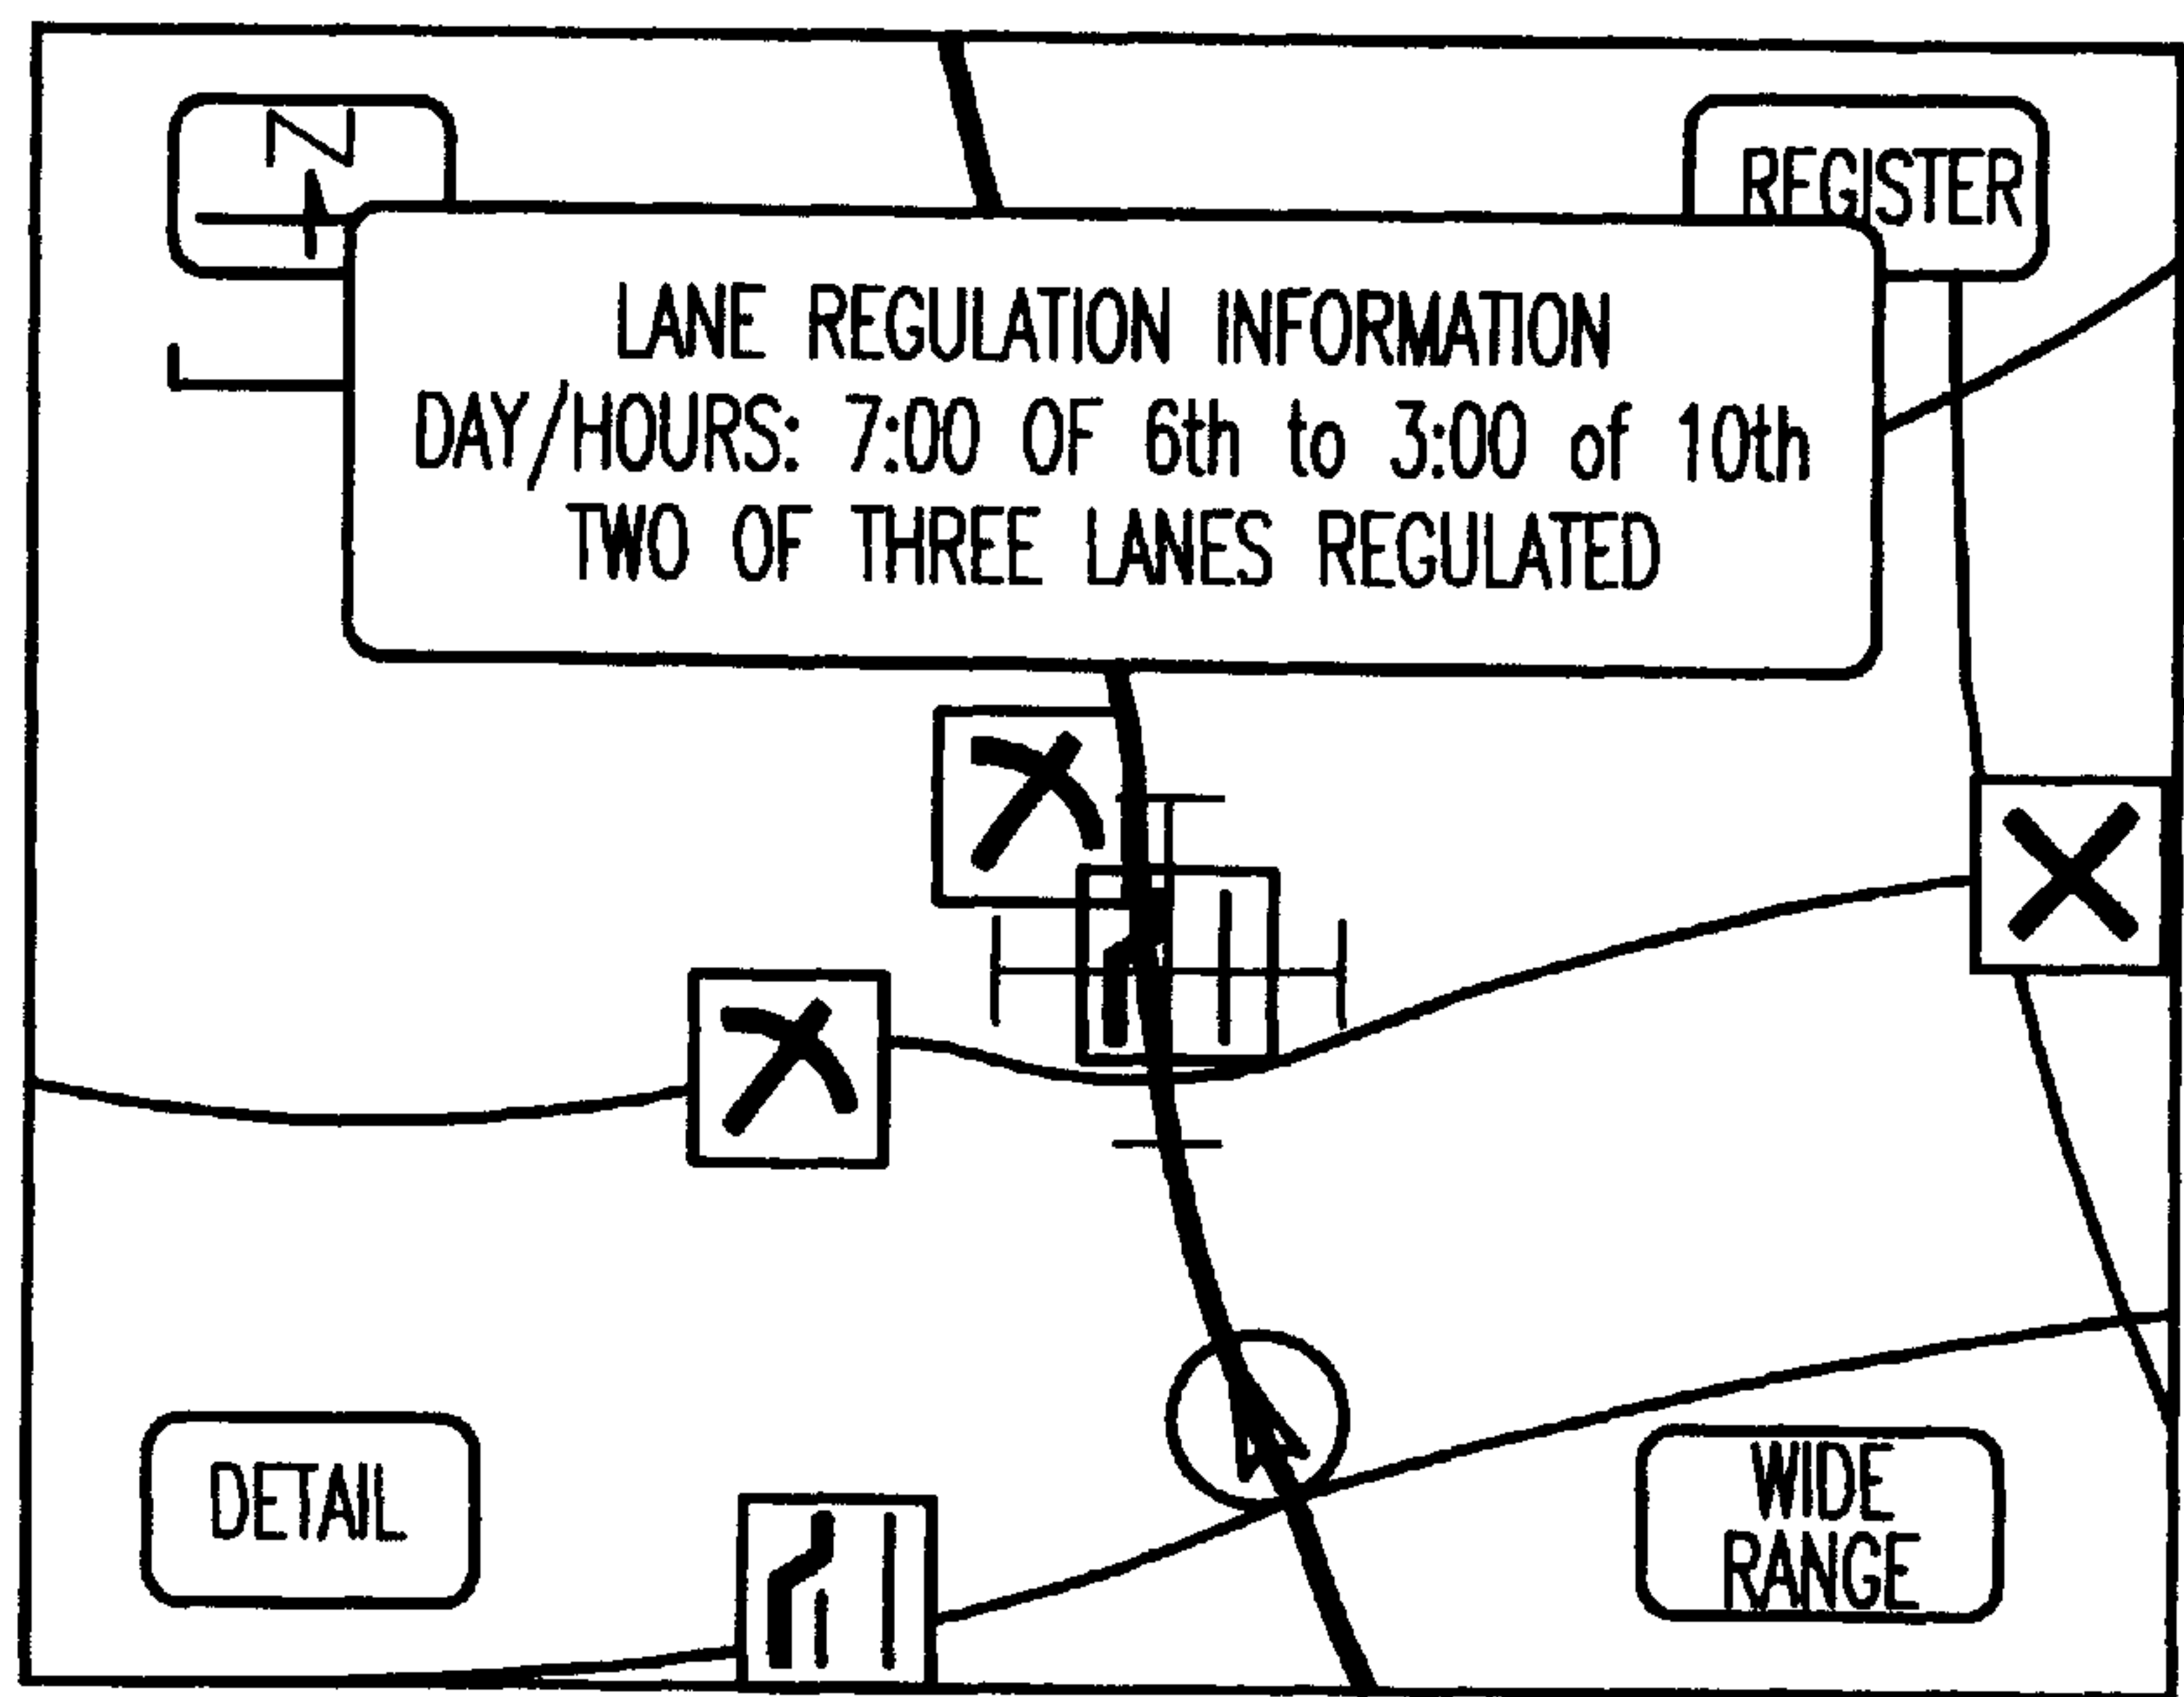 N
REGISTER
LANE REGULATION INFORMATION
DAY/HOURS: 7:00 OF 6th to 3:00 of 10th
TWO OF THREE LANES REGULATED
DETAIL
WIDE
RANGE